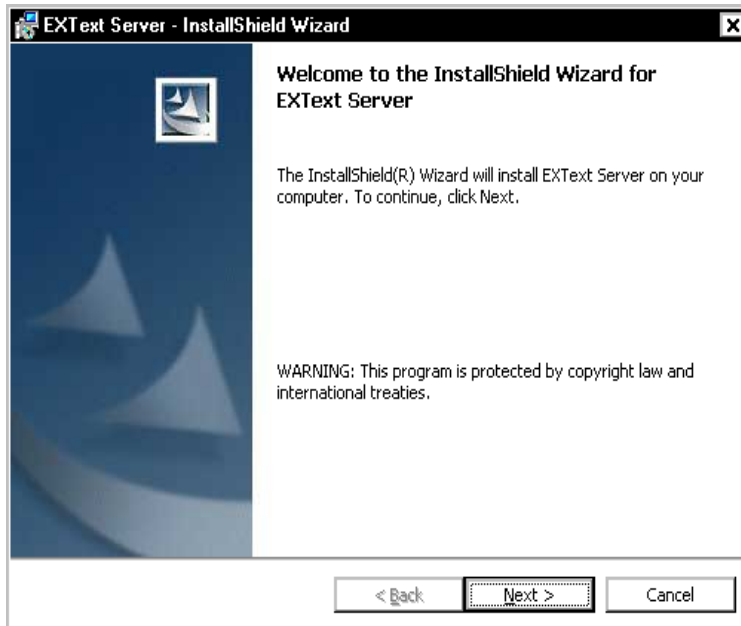 EXText Server - InstallShield Wizard
Welcome to the InstallShield Wizard for
EXText Server
The InstallShield(R) Wizard will install EXText Server on your
computer. To continue, click Next.
WARNING: This program is protected by copyright law and
international treaties.
< Back
Next >
Cancel